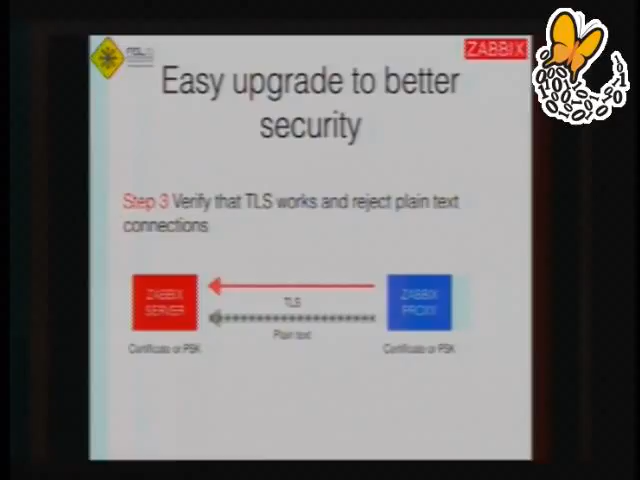 ZABBIX
Easy upgrade to better
security
Step 3 Verify that TLS works and reject plain text
connections
ZABBIX
SERVER
TLS
Plain text
ZABBIX
PROXY
Certificate or PSK
Certificate or PSK